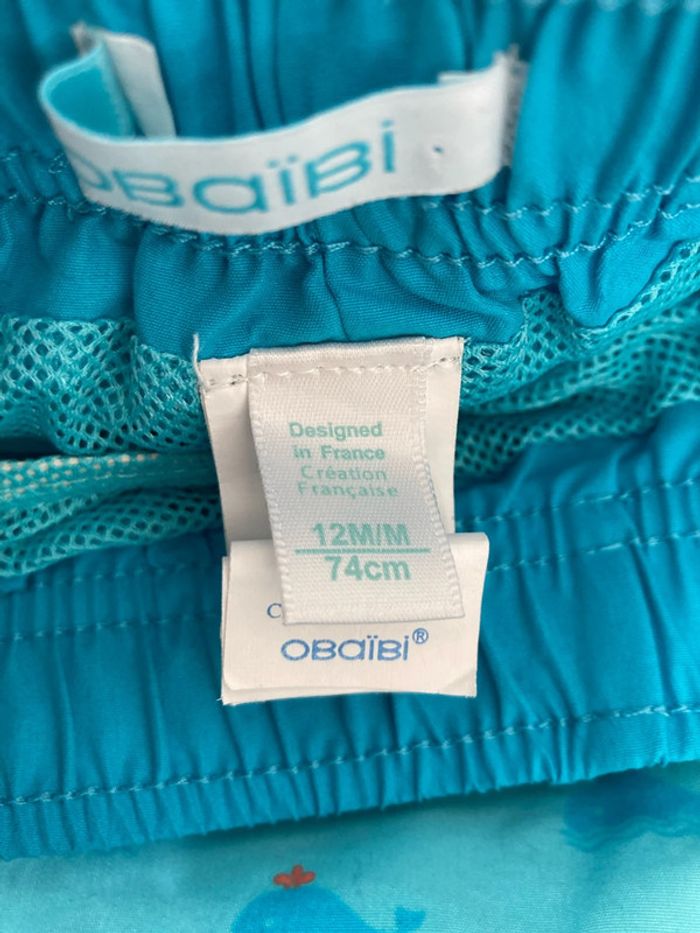 OBaïBi
Designed
in France
Création
Française
12M/M
74cm
C
OBaïBi®